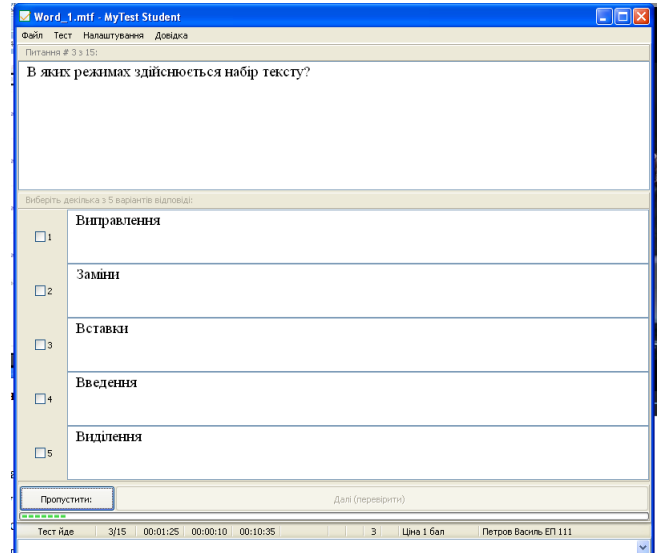 Word_1.mtf - MyTest Student
Файл Тест Налаштування Довідка
Питання # 3 з 15:
В яких режимах здійснюється набір тексту?
Виберіть декілька з 5 варіантів відповіді:
1 Виправлення
2 Заміни
3 Вставки
4 Введення
5 Виділення
Пропустити: Далі (перевірити)
Тест йде 3/15 00:01:25 00:00:10 00:10:35 3 Ціна 1 бал Петров Василь ЕП 111